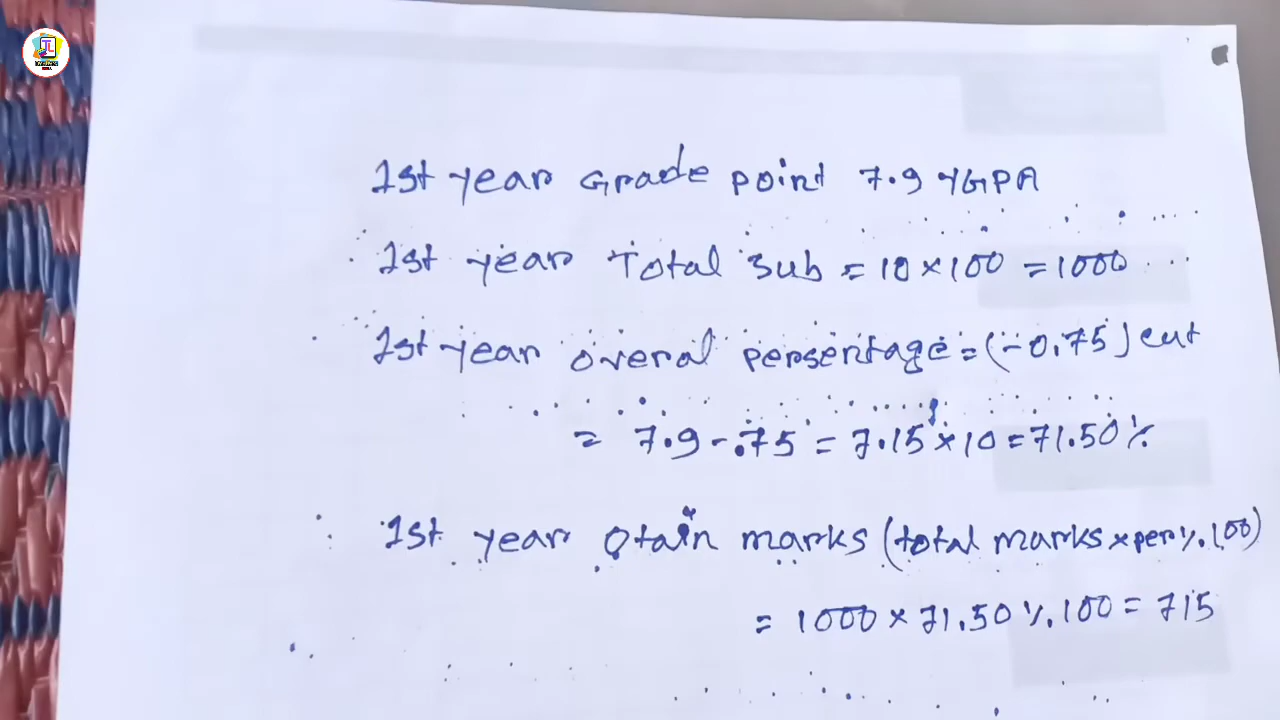 1st year Grade point 7.9 YGPA
1st year Total Sub = 10 × 100 = 1000
1st year overal persentage = (-0.75) cut
= 7.9 - .75 = 7.15 × 10 = 71.50%
1st year Otain marks (total marks × per%.100)
= 1000 × 71.50%.100 = 715